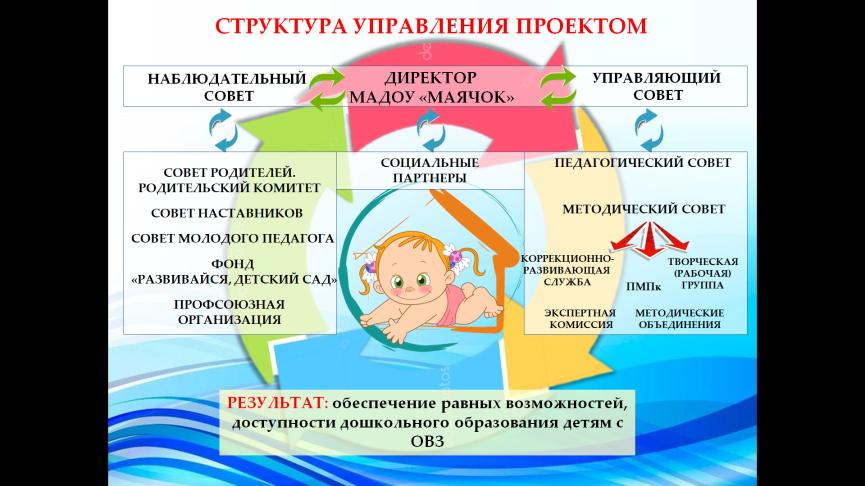 СТРУКТУРА УПРАВЛЕНИЯ ПРОЕКТОМ
НАБЛЮДАТЕЛЬНЫЙ
СОВЕТ
ДИРЕКТОР
МАДОУ «МАЯЧОК»
УПРАВЛЯЮЩИЙ
СОВЕТ
СОВЕТ РОДИТЕЛЕЙ.
РОДИТЕЛЬСКИЙ КОМИТЕТ
СОВЕТ НАСТАВНИКОВ
СОВЕТ МОЛОДОГО ПЕДАГОГА
ФОНД
«РАЗВИВАЙСЯ, ДЕТСКИЙ САД»
ПРОФСОЮЗНАЯ
ОРГАНИЗАЦИЯ
СОЦИАЛЬНЫЕ
ПАРТНЕРЫ
ПЕДАГОГИЧЕСКИЙ СОВЕТ
МЕТОДИЧЕСКИЙ СОВЕТ
КОРРЕКЦИОННО-
РАЗВИВАЮЩАЯ
СЛУЖБА
ПМПк
ТВОРЧЕСКАЯ
(РАБОЧАЯ)
ГРУППА
ЭКСПЕРТНАЯ
КОМИССИЯ
МЕТОДИЧЕСКИЕ
ОБЪЕДИНЕНИЯ
РЕЗУЛЬТАТ: обеспечение равных возможностей,
доступности дошкольного образования детям с
ОВЗ